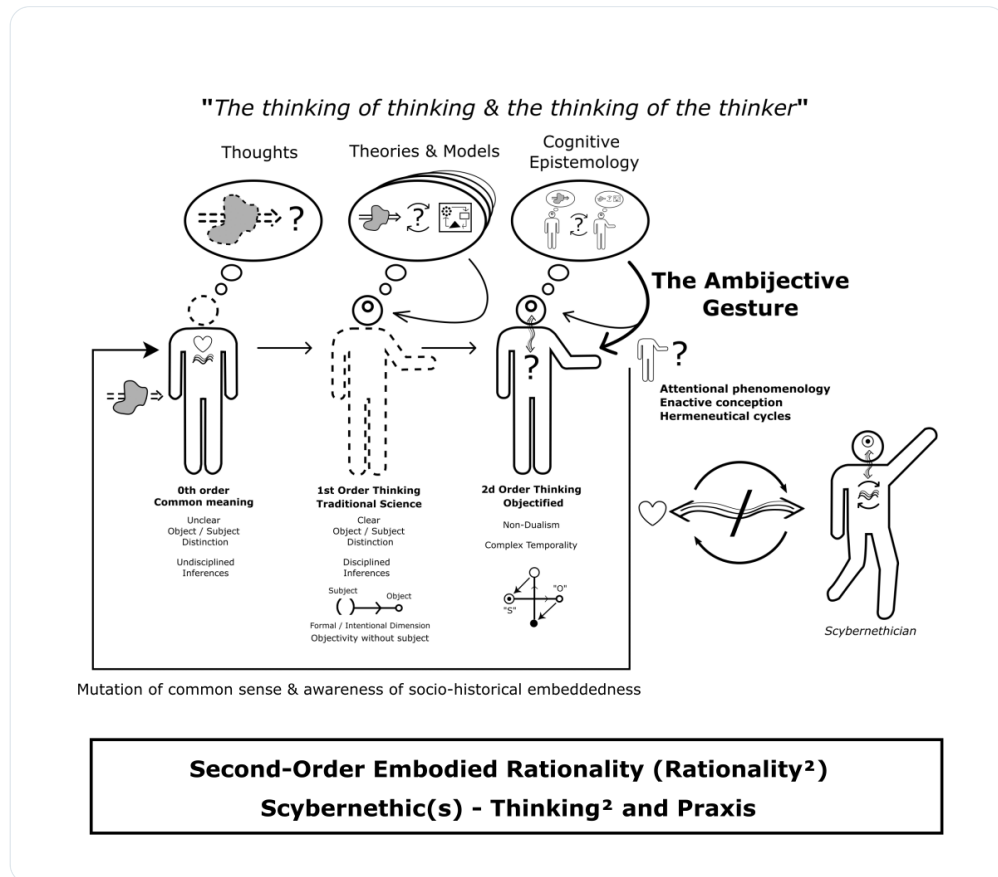 "The thinking of thinking & the thinking of the thinker"
Thoughts
Theories & Models
Cognitive
Epistemology
?
?
?
The Ambijective
Gesture
?
?
Attentional phenomenology
Enactive conception
Hermeneutical cycles
0th order
Common meaning
Unclear
Object / Subject
Distinction
Undisciplined
Inferences
1st Order Thinking
Traditional Science
Clear
Object / Subject
Distinction
Disciplined
Inferences
Subject
Object
Formal / Intentional Dimension
Objectivity without subject
2d Order Thinking
Objectified
Non-Dualism
Complex Temporality
"S"
"O"
Scybernethician
Mutation of common sense & awareness of socio-historical embeddedness
Second-Order Embodied Rationality (Rationality²)
Scybernethic(s) - Thinking² and Praxis